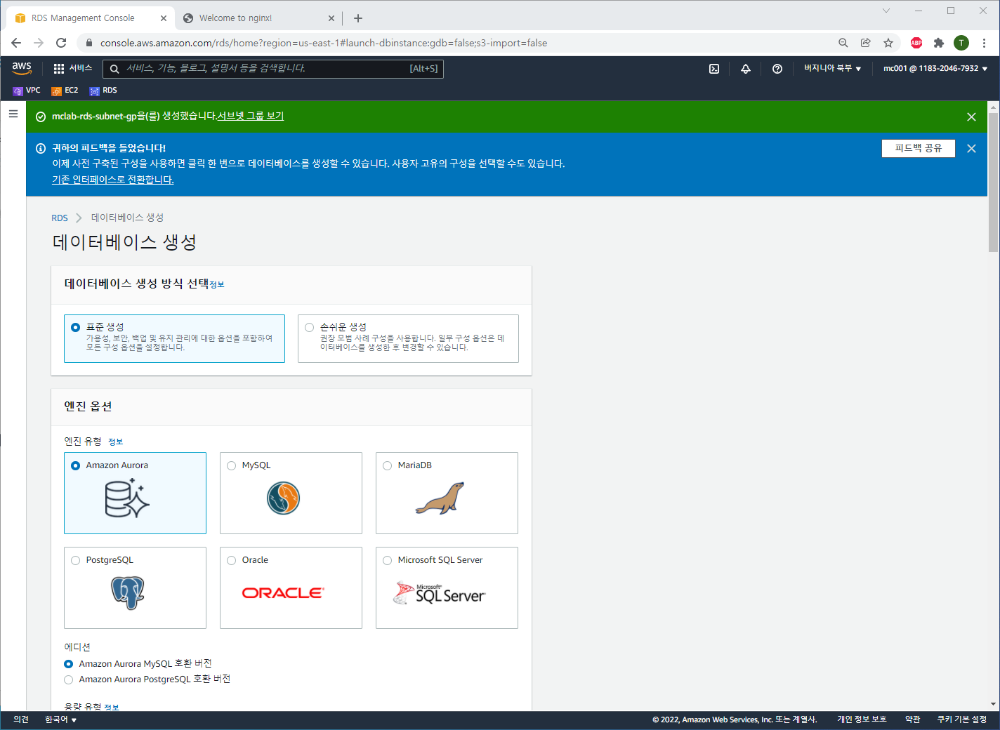 RDS Management Console
Welcome to nginx!
console.aws.amazon.com/rds/home?region=us-east-1#launch-dbinstance:gdb=false;s3-import=false
ABP
T
aws
서비스
서비스, 기능, 블로그, 설명서 등을 검색합니다.
[Alt+S]
버지니아 북부
mc001 @ 1183-2046-7932
VPC
EC2
RDS
mclab-rds-subnet-gp을(를) 생성했습니다.서브넷 그룹 보기
귀하의 피드백을 들었습니다!
피드백 공유
이제 사전 구축된 구성을 사용하면 클릭 한 번으로 데이터베이스를 생성할 수 있습니다. 사용자 고유의 구성을 선택할 수도 있습니다.
기존 인터페이스로 전환합니다.
RDS
데이터베이스 생성
데이터베이스 생성
데이터베이스 생성 방식 선택정보
표준 생성
가용성, 보안, 백업 및 유지 관리에 대한 옵션을 포함하여
모든 구성 옵션을 설정합니다.
손쉬운 생성
권장 모범 사례 구성을 사용합니다. 일부 구성 옵션은 데
이터베이스를 생성한 후 변경할 수 있습니다.
엔진 옵션
엔진 유형 정보
Amazon Aurora
MySQL
MariaDB
PostgreSQL
Oracle
ORACLE
Microsoft SQL Server
Microsoft
SQL Server
에디션
Amazon Aurora MySQL 호환 버전
Amazon Aurora PostgreSQL 호환 버전
용량 유형 정보
의견
한국어
© 2022, Amazon Web Services, Inc. 또는 계열사.
개인 정보 보호
약관
쿠키 기본 설정